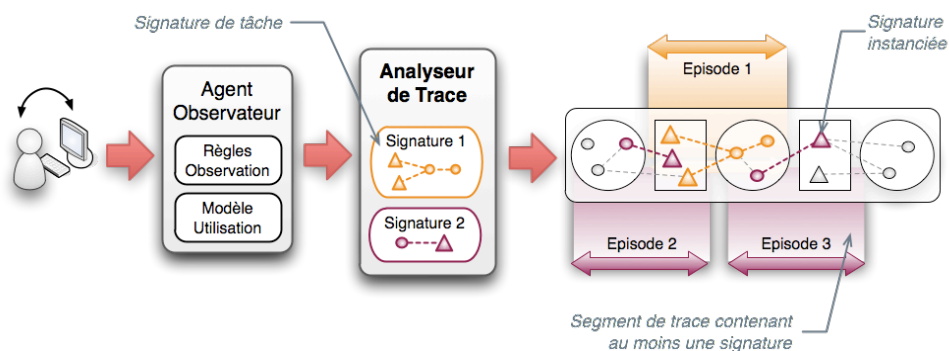 Signature de tâche
Agent
Observateur
Règles
Observation
Modèle
Utilisation
Analyseur
de Trace
Signature 1
Signature 2
Signature
instanciée
Episode 1
Episode 2
Episode 3
Segment de trace contenant
au moins une signature